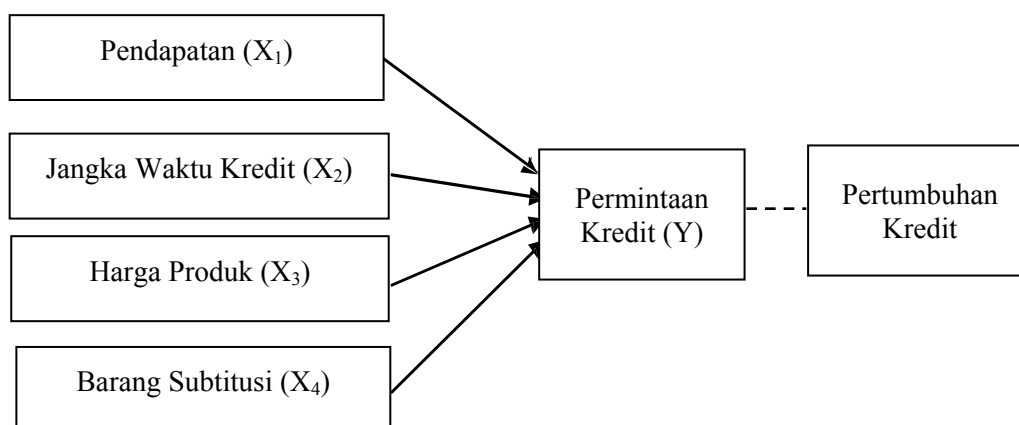 Pendapatan (X₁)
Jangka Waktu Kredit (X₂)
Harga Produk (X₃)
Barang Subtitusi (X₄)
Permintaan
Kredit (Y)
Pertumbuhan
Kredit